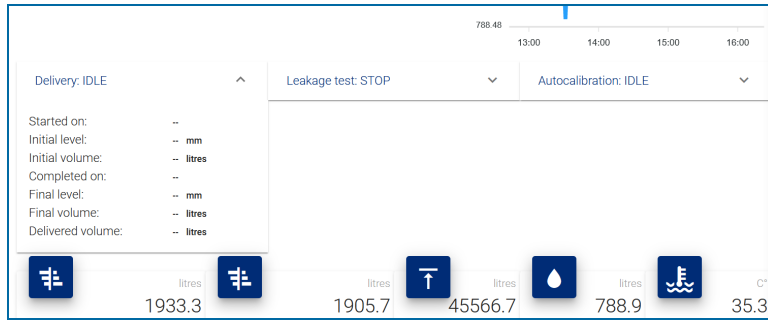 788.48
13:00 14:00 15:00 16:00
Delivery: IDLE Leakage test: STOP Autocalibration: IDLE
Started on: --
Initial level: -- mm
Initial volume: -- litres
Completed on: --
Final level: -- mm
Final volume: -- litres
Delivered volume: -- litres
litres litres litres litres C°
1933.3 1905.7 45566.7 788.9 35.3